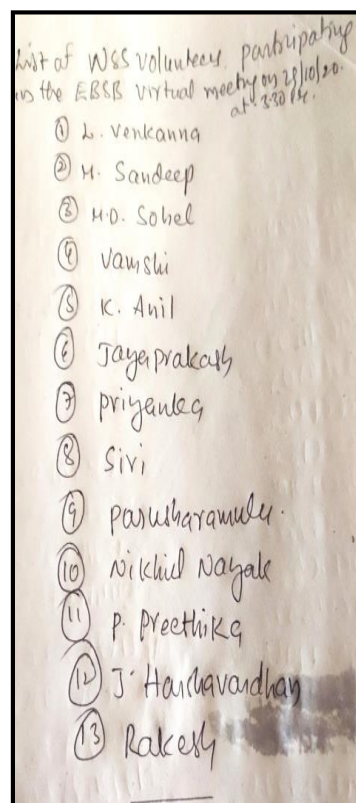 List of NSS volunteers participating
in the EBSB virtual meeting on 28/10/20.
at 3:30 PM.
① L. Venkanna
② M. Sandeep
③ M.D. Sohel
④ Vamshi
⑤ K. Anil
⑥ Jayaprakash
⑦ Priyanka
⑧ Sivi
⑨ Parusharamulu.
⑩ Nikhil Nayak
⑪ P. Preethika
⑫ J. Harshavardhan
⑬ Rakesh